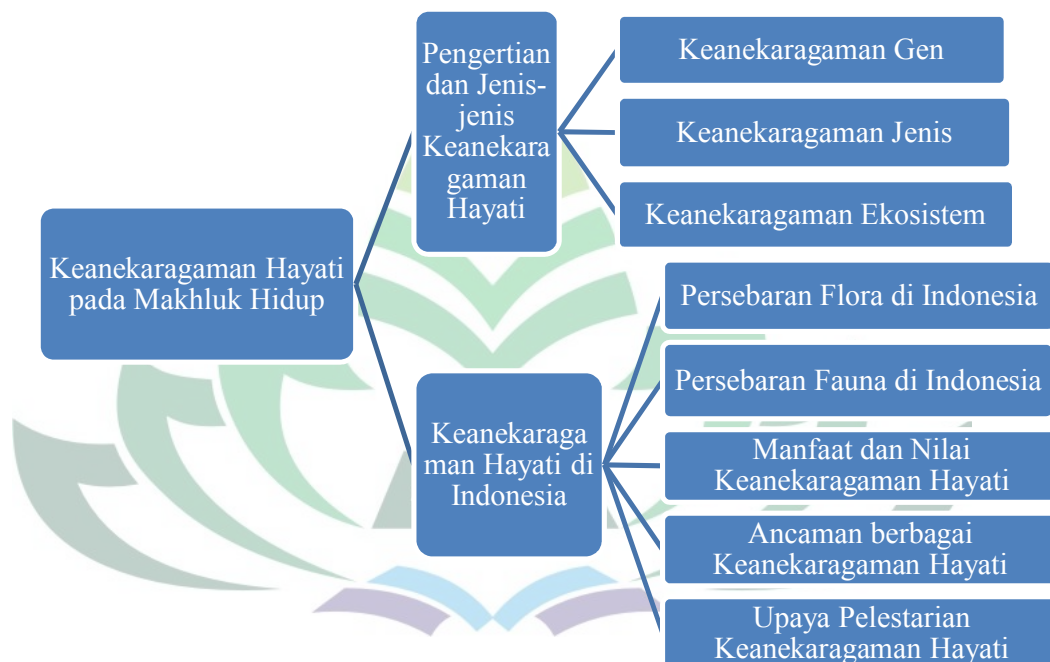 Keanekaragaman Hayati
pada Makhluk Hidup
Pengertian
dan Jenis-
jenis
Keanekara
gaman
Hayati
Keanekaragaman Gen
Keanekaragaman Jenis
Keanekaragaman Ekosistem
Keanekaraga
man Hayati di
Indonesia
Persebaran Flora di Indonesia
Persebaran Fauna di Indonesia
Manfaat dan Nilai
Keanekaragaman Hayati
Ancaman berbagai
Keanekaragaman Hayati
Upaya Pelestarian
Keanekaragaman Hayati